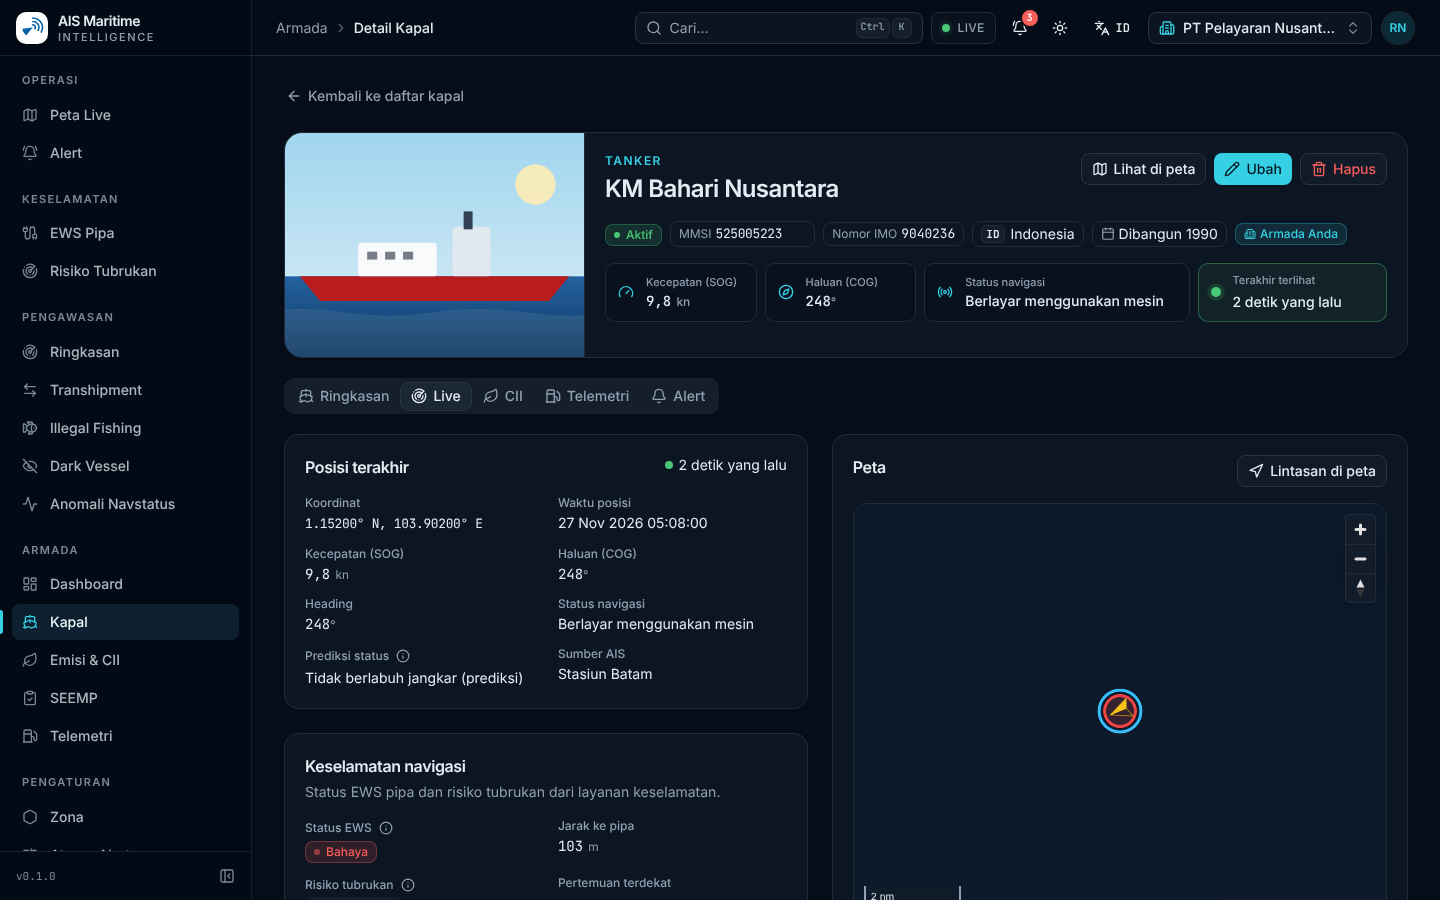 AIS Maritime
INTELLIGENCE
Armada > Detail Kapal
Cari...
Ctrl K
LIVE
3
ID
PT Pelayaran Nusant...
RN
OPERASI
Peta Live
Alert
KESELAMATAN
EWS Pipa
Risiko Tubrukan
PENGAWASAN
Ringkasan
Transhipment
Illegal Fishing
Dark Vessel
Anomali Navstatus
ARMADA
Dashboard
Kapal
Emisi & CII
SEEMP
Telemetri
PENGATURAN
Zona
v0.1.0
Kembali ke daftar kapal
TANKER
KM Bahari Nusantara
Lihat di peta
Ubah
Hapus
Aktif
MMSI 525005223
Nomor IMO 9040236
ID Indonesia
Dibangun 1990
Armada Anda
Kecepatan (SOG)
9,8 kn
Haluan (COG)
248°
Status navigasi
Berlayar menggunakan mesin
Terakhir terlihat
2 detik yang lalu
Ringkasan
Live
CII
Telemetri
Alert
Posisi terakhir
2 detik yang lalu
Koordinat
1.15200° N, 103.90200° E
Waktu posisi
27 Nov 2026 05:08:00
Kecepatan (SOG)
9,8 kn
Haluan (COG)
248°
Heading
248°
Status navigasi
Berlayar menggunakan mesin
Prediksi status
Tidak berlabuh jangkar (prediksi)
Sumber AIS
Stasiun Batam
Keselamatan navigasi
Status EWS pipa dan risiko tubrukan dari layanan keselamatan.
Status EWS
Bahaya
Jarak ke pipa
103 m
Risiko tubrukan
Pertemuan terdekat
Peta
Lintasan di peta
2 nm